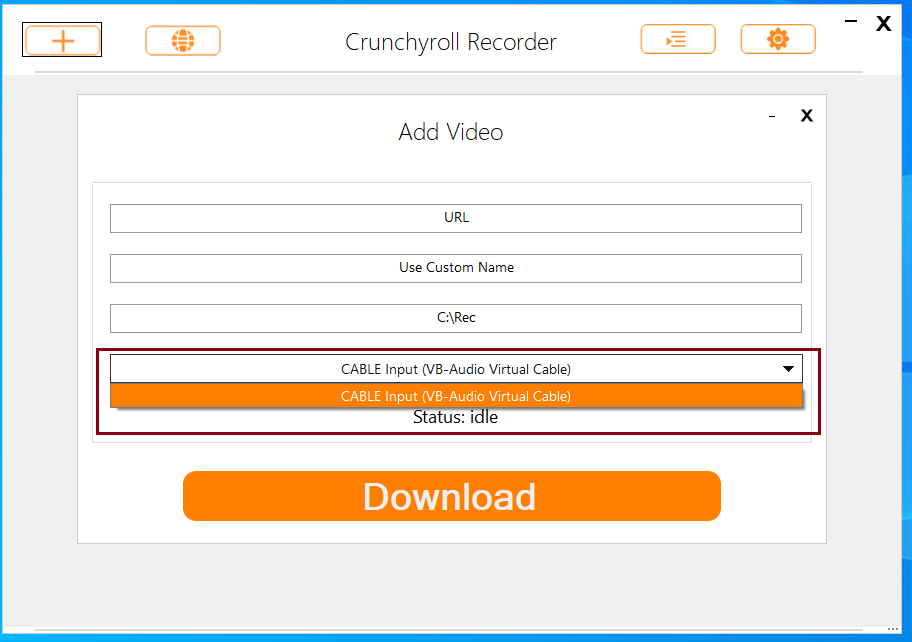 Crunchyroll Recorder
X
Add Video
X
URL
Use Custom Name
C:\Rec
CABLE Input (VB-Audio Virtual Cable)
CABLE Input (VB-Audio Virtual Cable)
Status: idle
Download